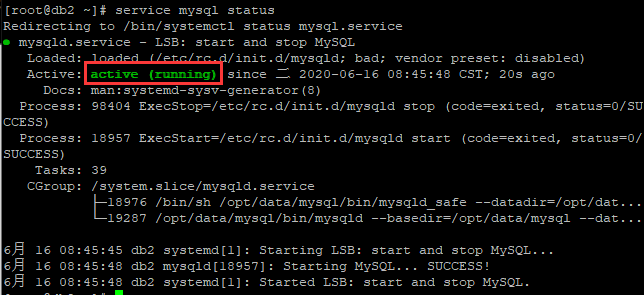 [root@db2 ~]# service mysql status
Redirecting to /bin/systemctl status mysql.service
● mysqld.service - LSB: start and stop MySQL
Loaded: loaded (/etc/rc.d/init.d/mysqld; bad; vendor preset: disabled)
Active: active (running) since 二 2020-06-16 08:45:48 CST; 20s ago
Docs: man:systemd-sysv-generator(8)
Process: 98404 ExecStop=/etc/rc.d/init.d/mysqld stop (code=exited, status=0/SU
CCESS)
Process: 18957 ExecStart=/etc/rc.d/init.d/mysqld start (code=exited, status=0/
SUCCESS)
Tasks: 39
CGroup: /system.slice/mysqld.service
├─18976 /bin/sh /opt/data/mysql/bin/mysqld_safe --datadir=/opt/dat...
└─19287 /opt/data/mysql/bin/mysqld --basedir=/opt/data/mysql --dat...
6月 16 08:45:45 db2 systemd[1]: Starting LSB: start and stop MySQL...
6月 16 08:45:48 db2 mysqld[18957]: Starting MySQL... SUCCESS!
6月 16 08:45:48 db2 systemd[1]: Started LSB: start and stop MySQL.